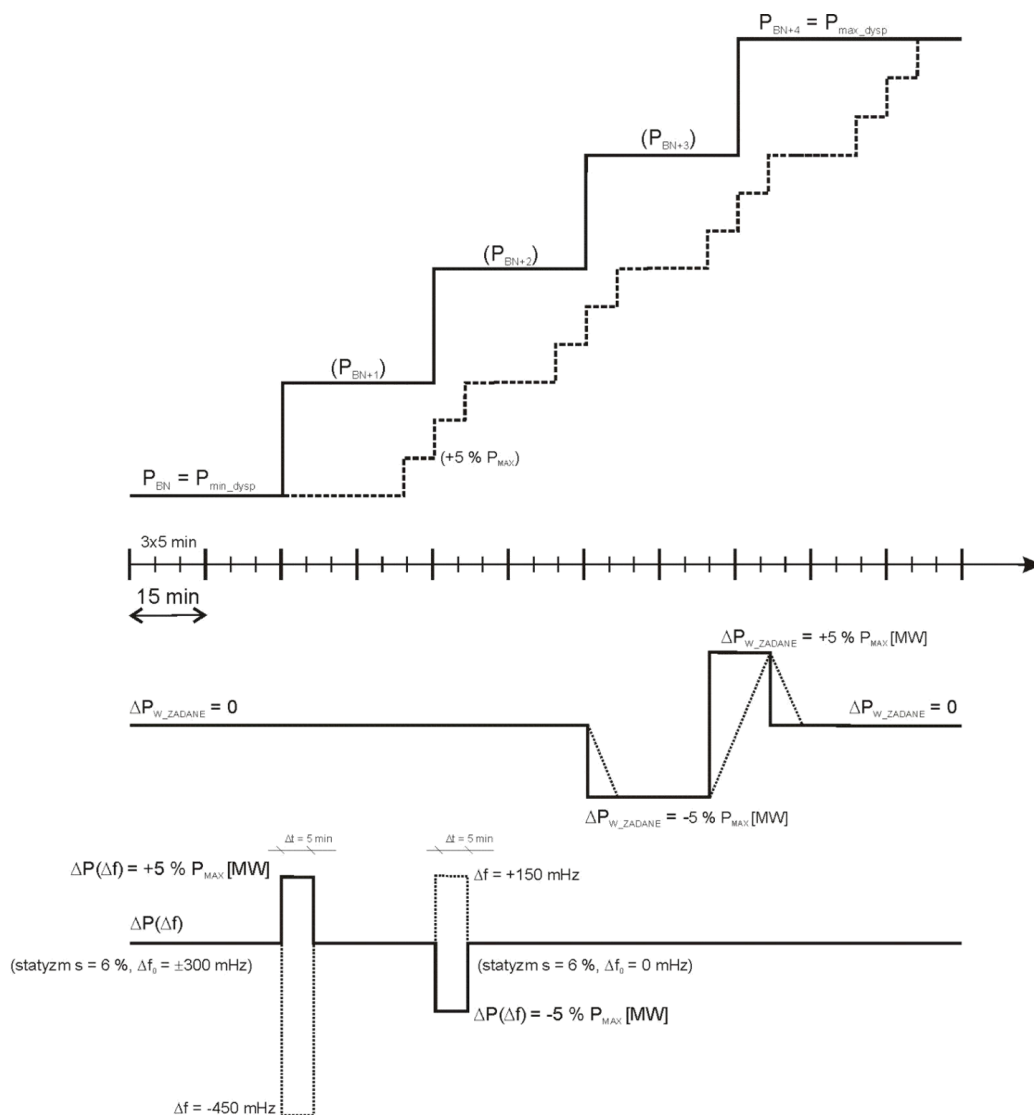 P_BN+4 = P_max_dysp
(P_BN+3)
(P_BN+2)
(P_BN+1)
(+5 % P_MAX)
P_BN = P_min_dysp
3x5 min
15 min
ΔP_W_ZADANE = +5 % P_MAX [MW]
ΔP_W_ZADANE = 0
ΔP_W_ZADANE = 0
ΔP_W_ZADANE = -5 % P_MAX [MW]
Δt = 5 min
Δt = 5 min
ΔP(Δf) = +5 % P_MAX [MW]
Δf = +150 mHz
ΔP(Δf)
(statyzm s = 6 %, Δf₀ = ±300 mHz)
(statyzm s = 6 %, Δf₀ = 0 mHz)
ΔP(Δf) = -5 % P_MAX [MW]
Δf = -450 mHz